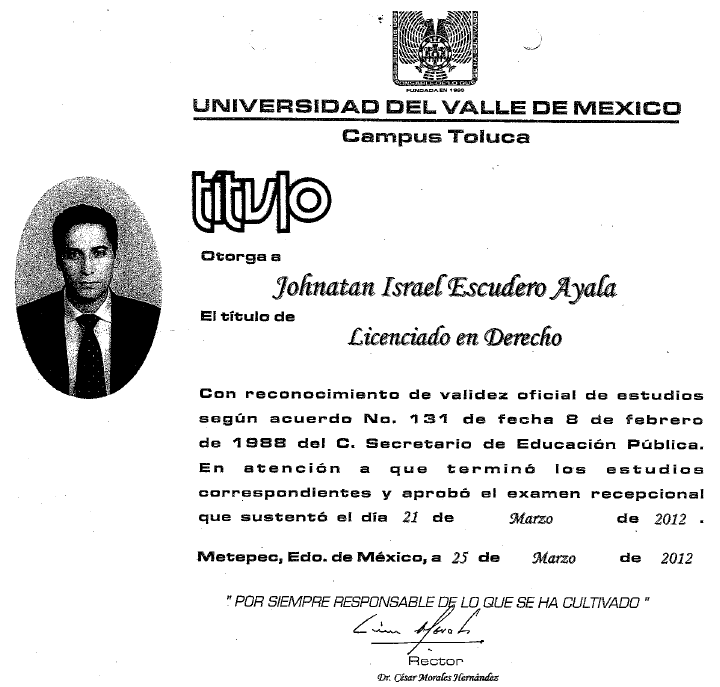 FUNDADA EN 1960
UNIVERSIDAD DEL VALLE DE MEXICO
Campus Toluca
título
Otorga a
Johnatan Israel Escudero Ayala
El título de
Licenciado en Derecho
Con reconocimiento de validez oficial de estudios
según acuerdo No. 131 de fecha 8 de febrero
de 1988 del C. Secretario de Educación Pública.
En atención a que terminó los estudios
correspondientes y aprobó el examen recepcional
que sustentó el día 21 de Marzo de 2012 .
Metepec, Edo. de México, a 25 de Marzo de 2012
" POR SIEMPRE RESPONSABLE DE LO QUE SE HA CULTIVADO "
Rector
Dr. César Morales Hernández